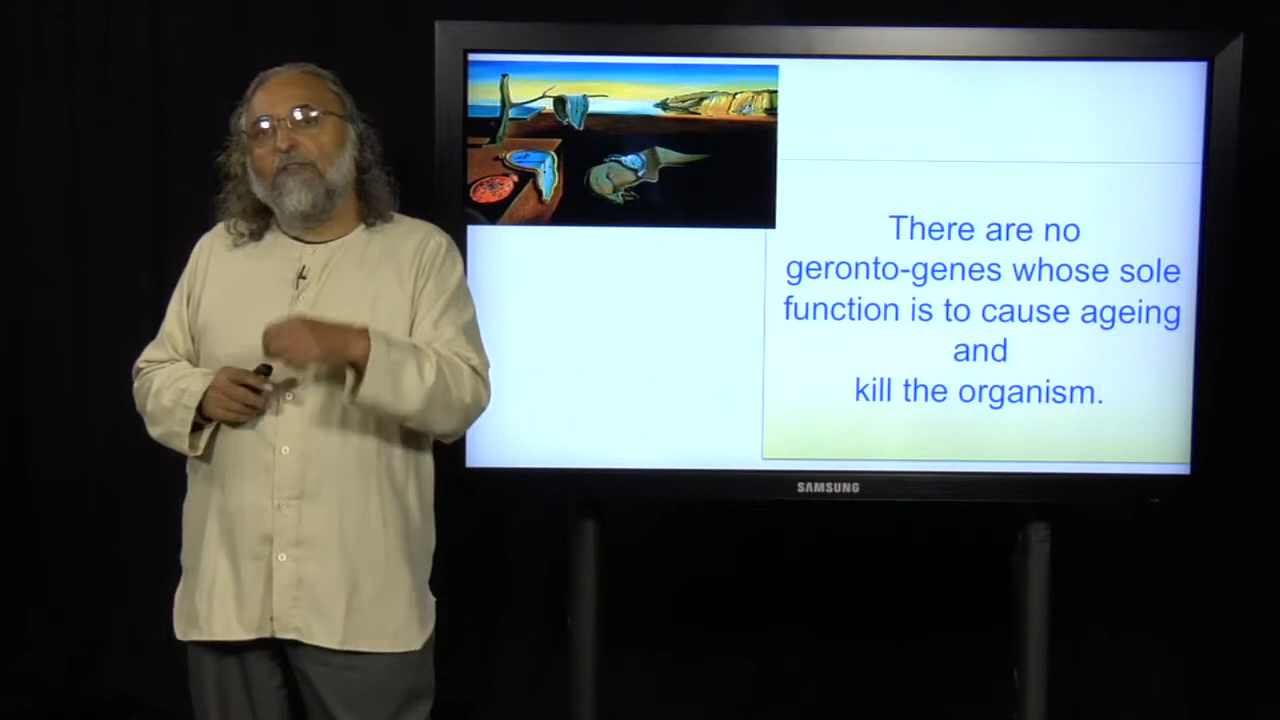 There are no
geronto-genes whose sole
function is to cause ageing
and
kill the organism.
SAMSUNG